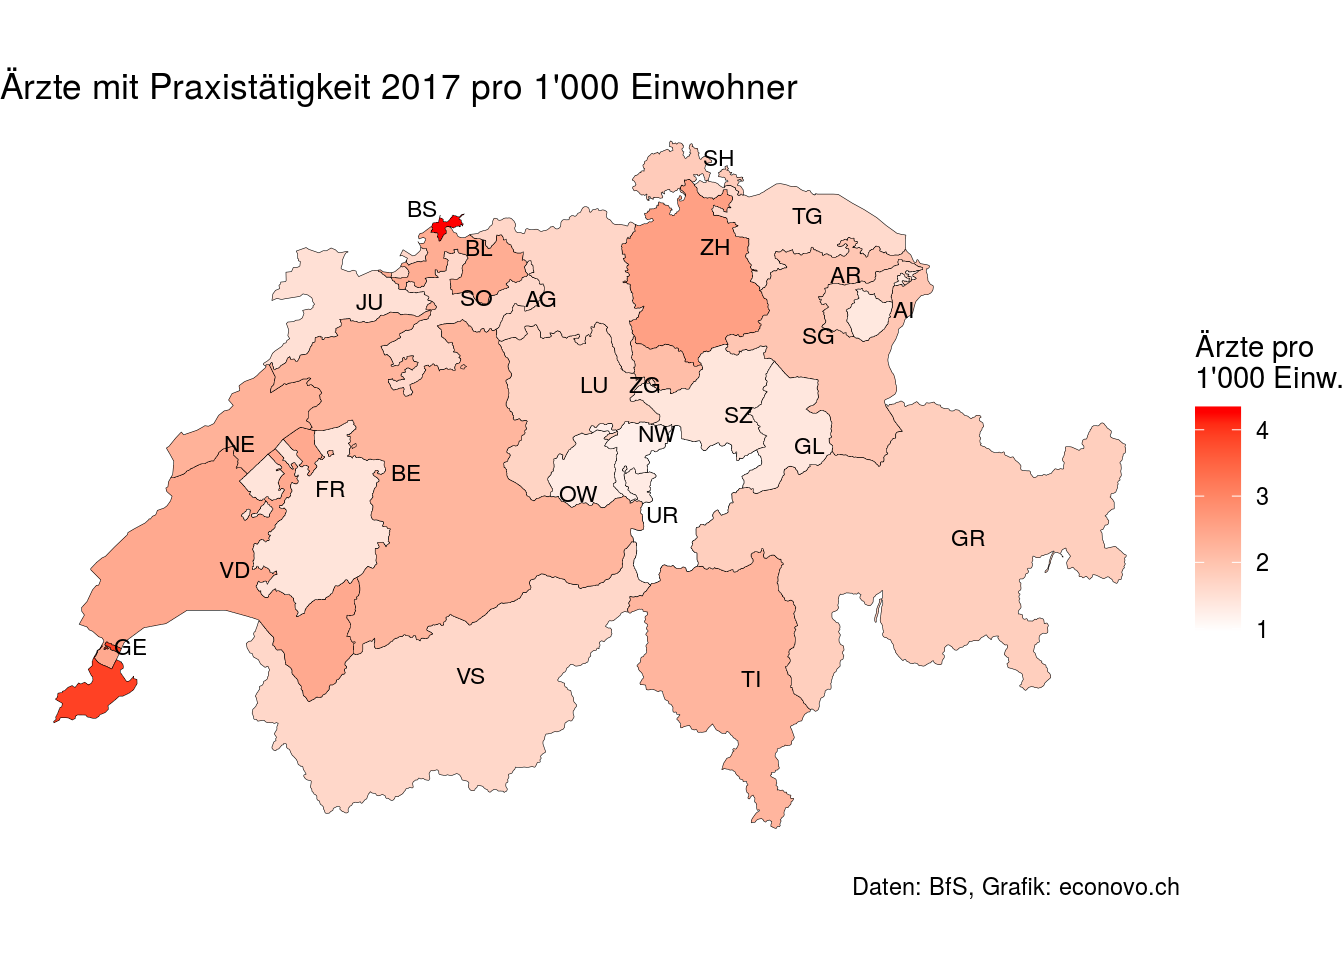 Ärzte mit Praxistätigkeit 2017 pro 1'000 Einwohner
SH
BS
TG
BL
ZH
AR
JU
SO
AG
AI
SG
LU
ZG
SZ
NE
NW
GL
BE
FR
OW
UR
GR
VD
GE
VS
TI
Ärzte pro
1'000 Einw.
4
3
2
1
Daten: BfS, Grafik: econovo.ch